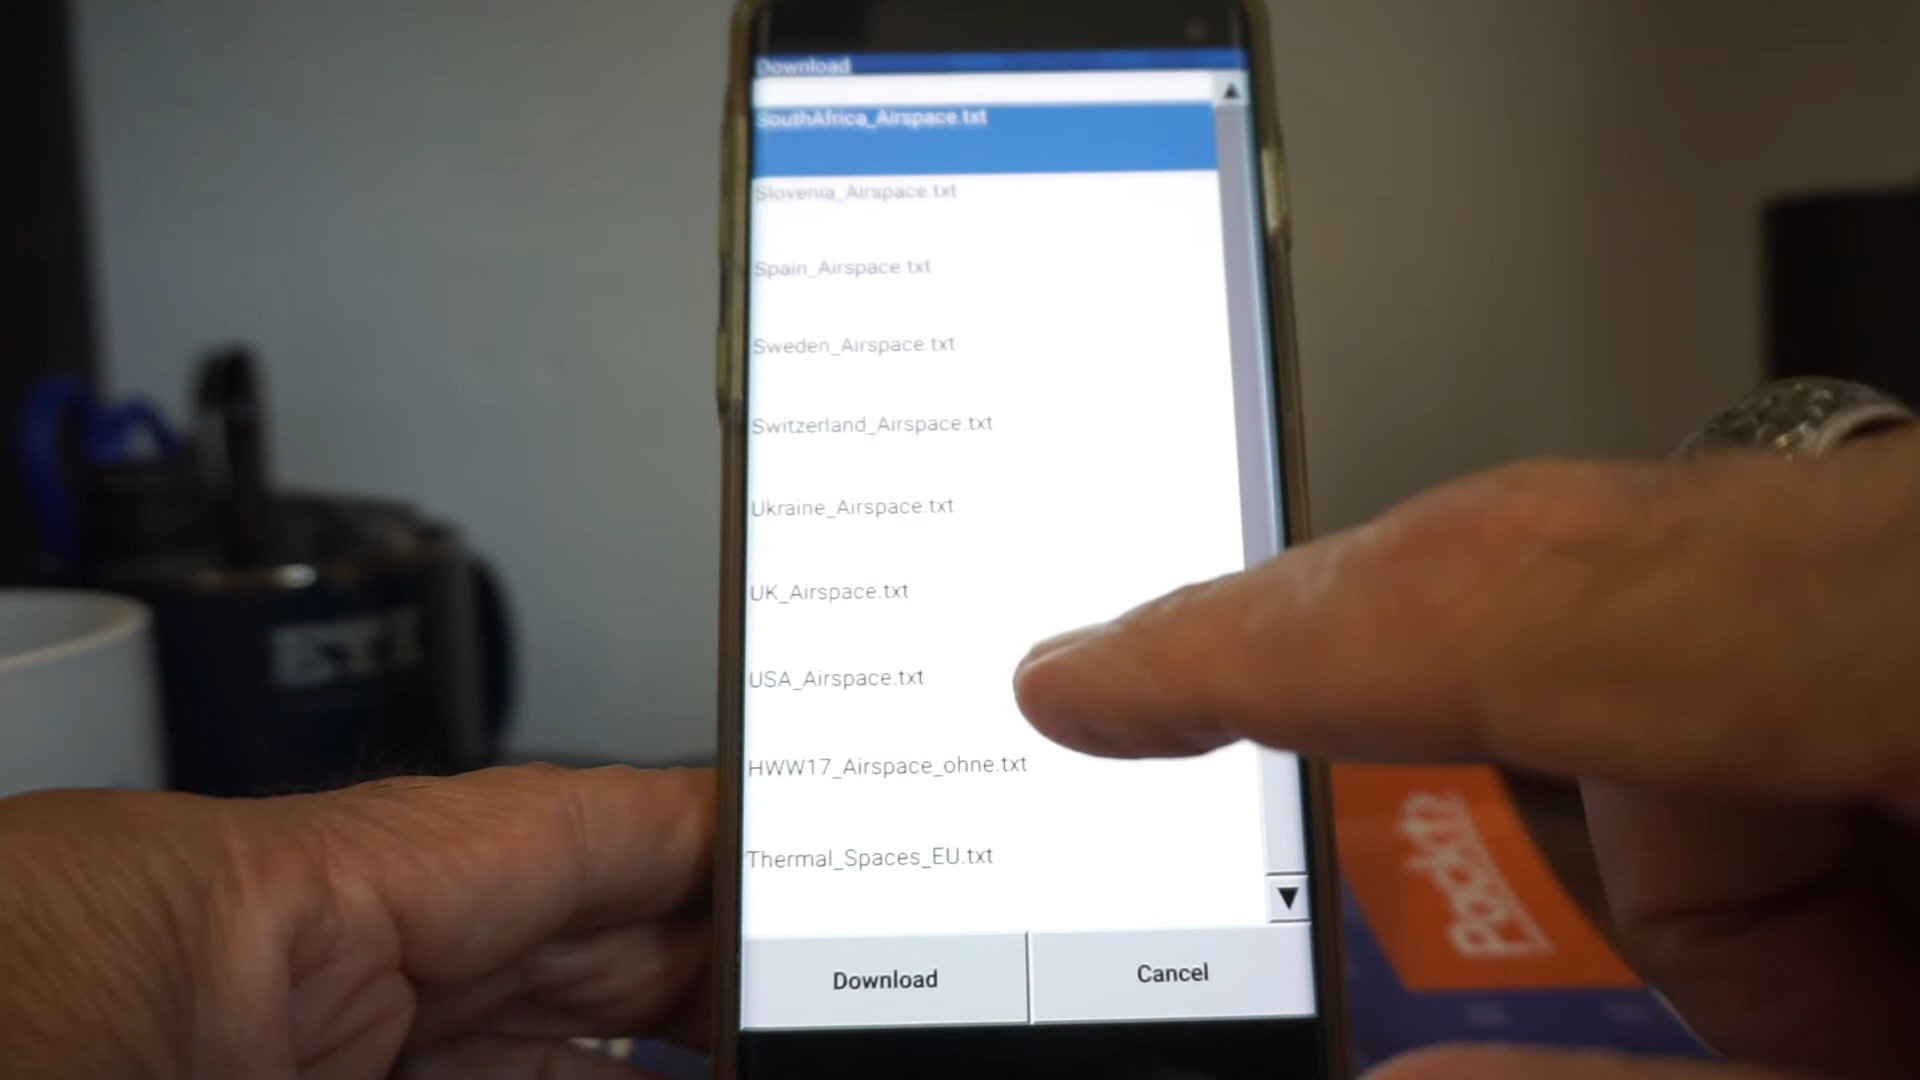 Download
SouthAfrica_Airspace.txt
Slovenia_Airspace.txt
Spain_Airspace.txt
Sweden_Airspace.txt
Switzerland_Airspace.txt
Ukraine_Airspace.txt
UK_Airspace.txt
USA_Airspace.txt
HWW17_Airspace_ohne.txt
Thermal_Spaces_EU.txt
Download
Cancel